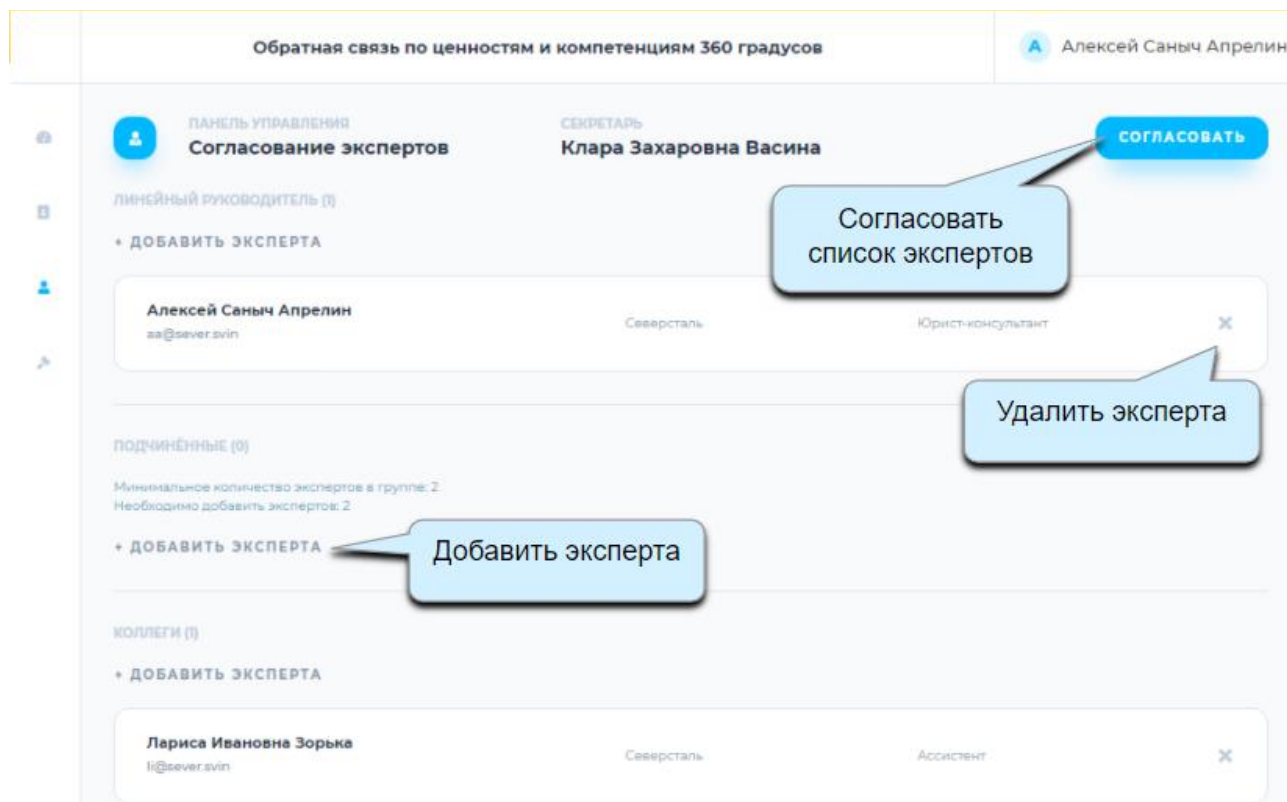 Обратная связь по ценностям и компетенциям 360 градусов
А Алексей Саныч Апрелин
ПАНЕЛЬ УПРАВЛЕНИЯ
Согласование экспертов
СЕКРЕТАРЬ
Клара Захаровна Васина
СОГЛАСОВАТЬ
ЛИНЕЙНЫЙ РУКОВОДИТЕЛЬ (1)
Согласовать
список экспертов
+ ДОБАВИТЬ ЭКСПЕРТА
Алексей Саныч Апрелин
aa@sever.svin
Северсталь
Юрист-консультант
Удалить эксперта
ПОДЧИНЁННЫЕ (0)
Минимальное количество экспертов в группе: 2
Необходимо добавить экспертов: 2
+ ДОБАВИТЬ ЭКСПЕРТА
Добавить эксперта
КОЛЛЕГИ (1)
+ ДОБАВИТЬ ЭКСПЕРТА
Лариса Ивановна Зорька
li@sever.svin
Северсталь
Ассистент